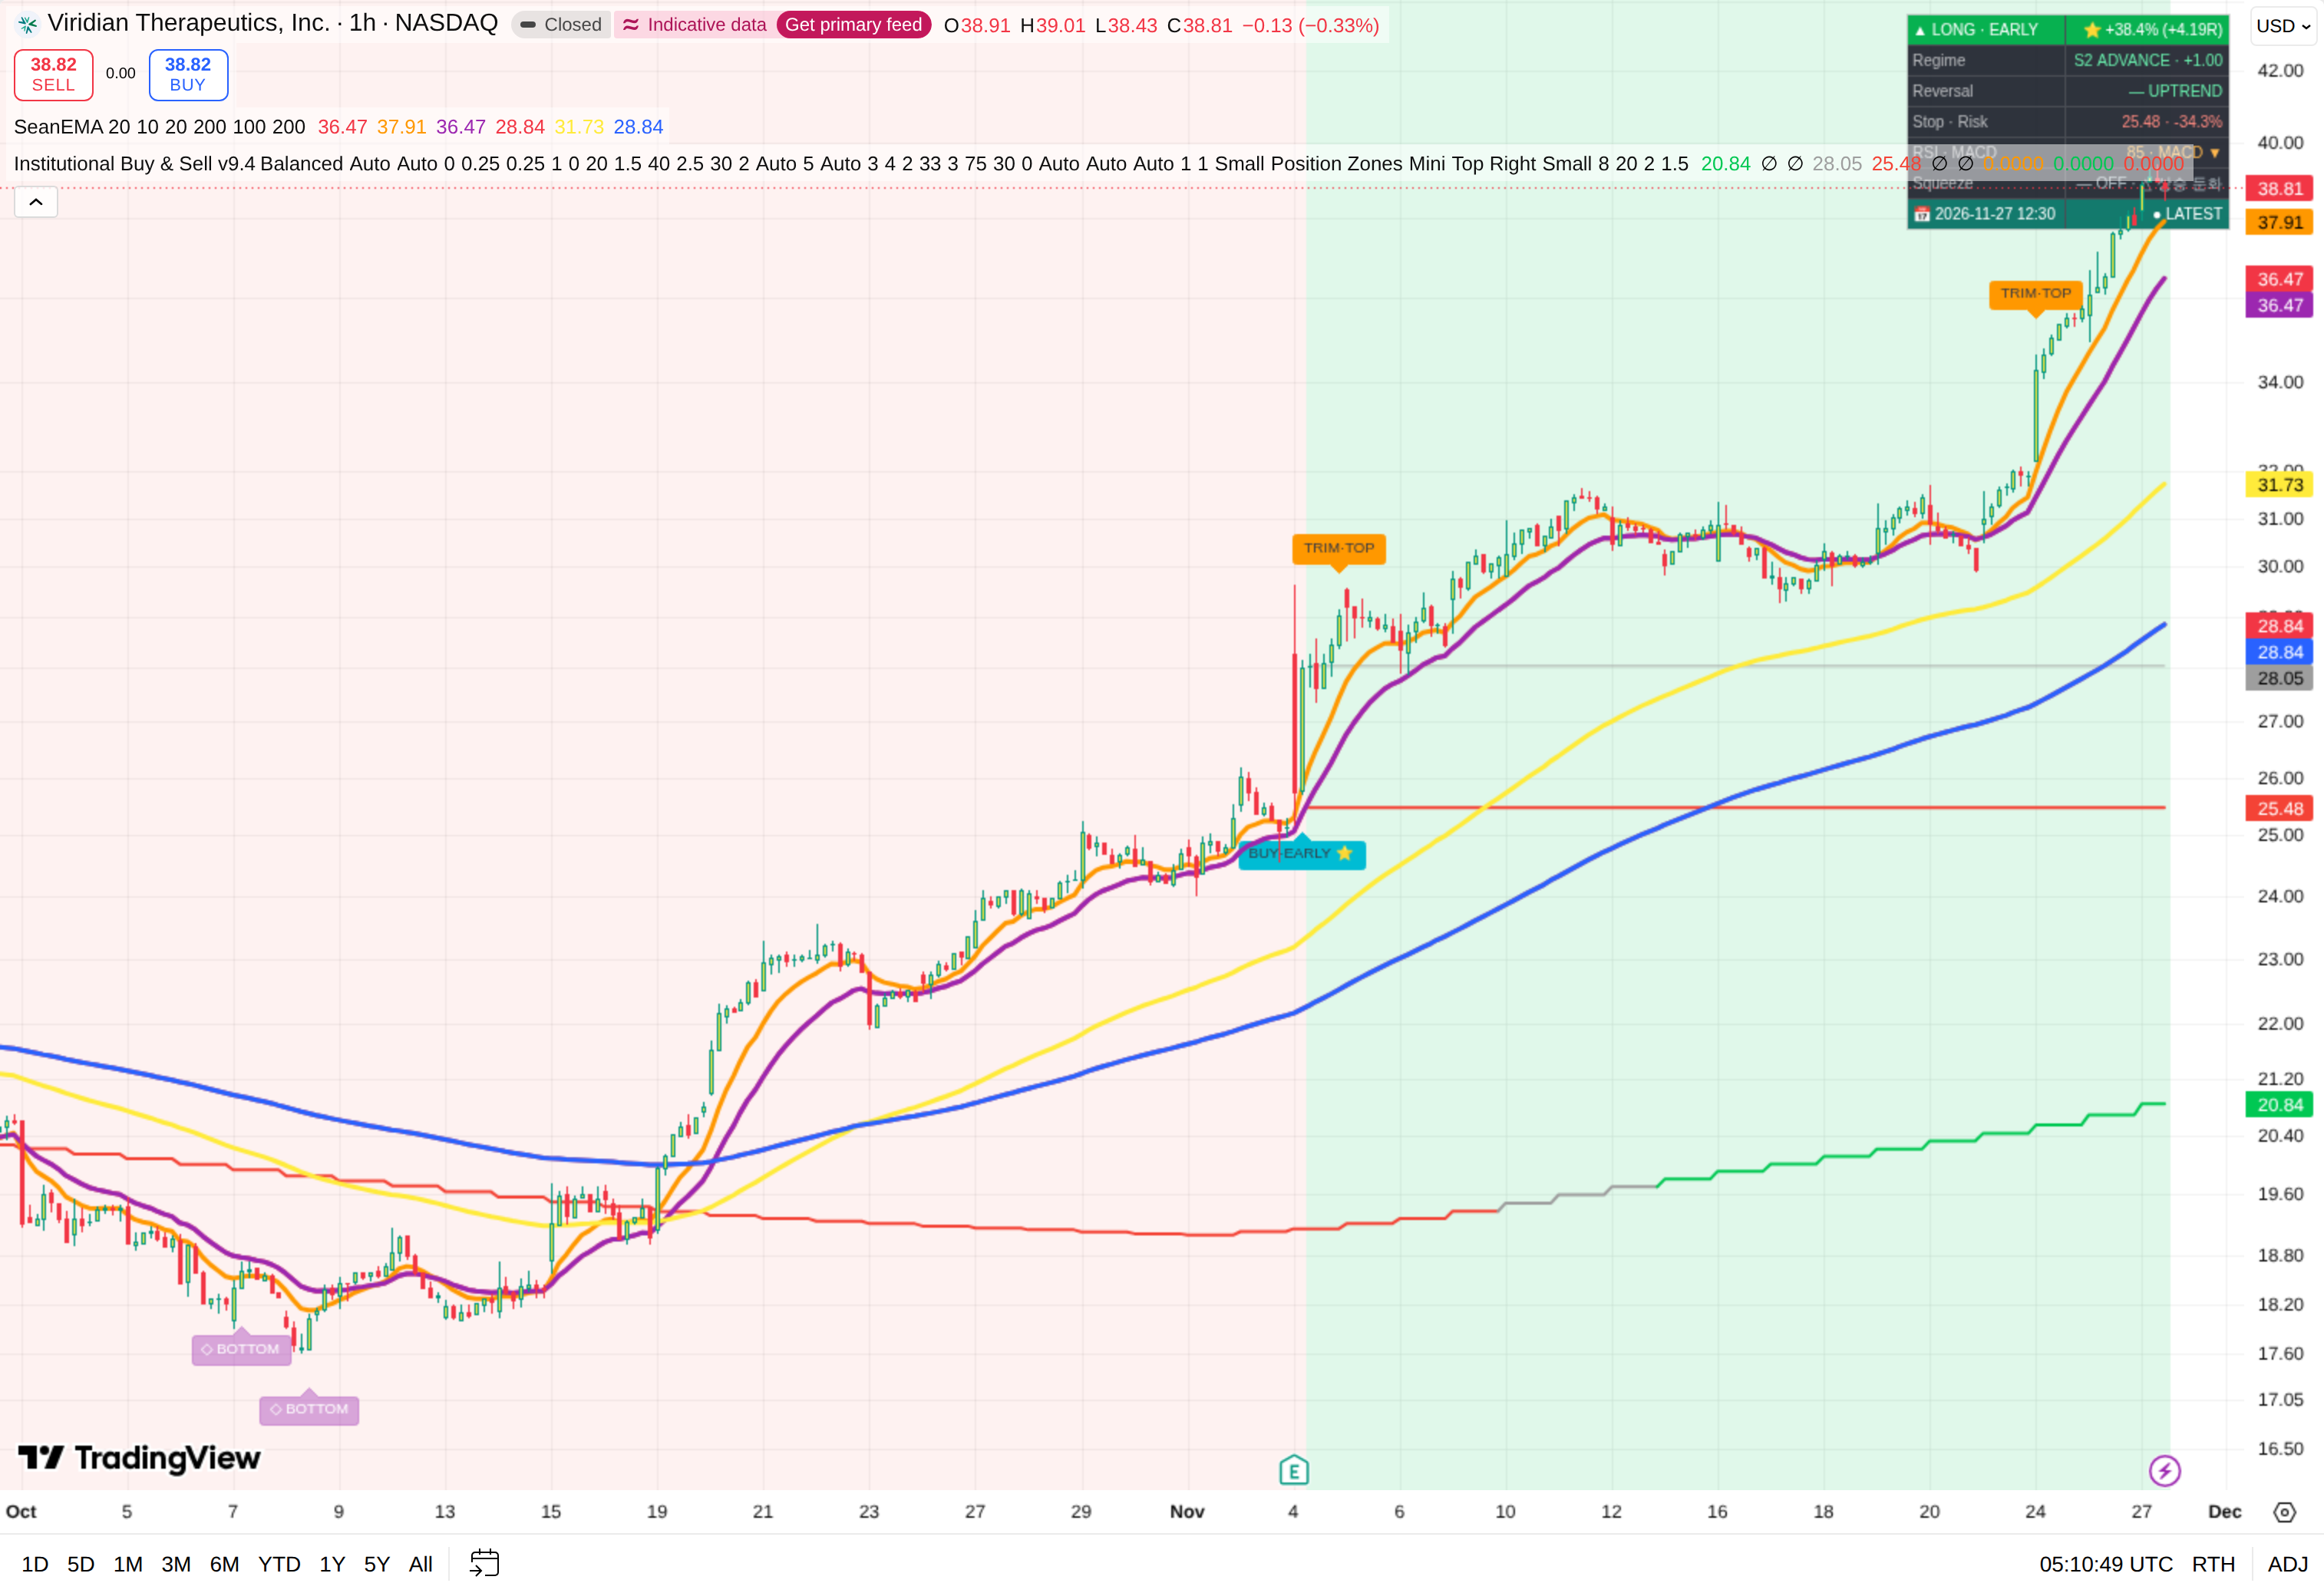 Viridian Therapeutics, Inc. · 1h · NASDAQ Closed Indicative data Get primary feed O38.91 H39.01 L38.43 C38.81 −0.13 (−0.33%)
38.82 SELL 0.00 38.82 BUY
SeanEMA 20 10 20 200 100 200 36.47 37.91 36.47 28.84 31.73 28.84
Institutional Buy & Sell v9.4 Balanced Auto Auto 0 0.25 0.25 1 0 20 1.5 40 2.5 30 2 Auto 5 Auto 3 4 2 33 3 75 30 0 Auto Auto Auto 1 1 Small Position Zones Mini Top Right Small 8 20 2 1.5 20.84 ∅ ∅ 28.05 25.48 ∅ ∅ 0.0000 0.0000 0.0000
▲ LONG · EARLY ⭐ +38.4% (+4.19R)
Regime S2 ADVANCE · +1.00
Reversal — UPTREND
Stop · Risk 25.48 · -34.3%
RSI · MACD 85 · MACD ▼
Squeeze — OFF · 둔화
2026-11-27 12:30 ● LATEST
USD
42.00
40.00
38.81
37.91
36.47
36.47
34.00
32.00
31.73
31.00
30.00
28.84
28.84
28.05
27.00
26.00
25.48
25.00
24.00
23.00
22.00
21.20
20.84
20.40
19.60
18.80
18.20
17.60
17.05
16.50
TRIM·TOP
TRIM·TOP
BUY·EARLY ⭐
◇ BOTTOM
◇ BOTTOM
TradingView
E
Oct 5 7 9 13 15 19 21 23 27 29 Nov 4 6 10 12 16 18 20 24 27 Dec
1D 5D 1M 3M 6M YTD 1Y 5Y All 05:10:49 UTC RTH ADJ